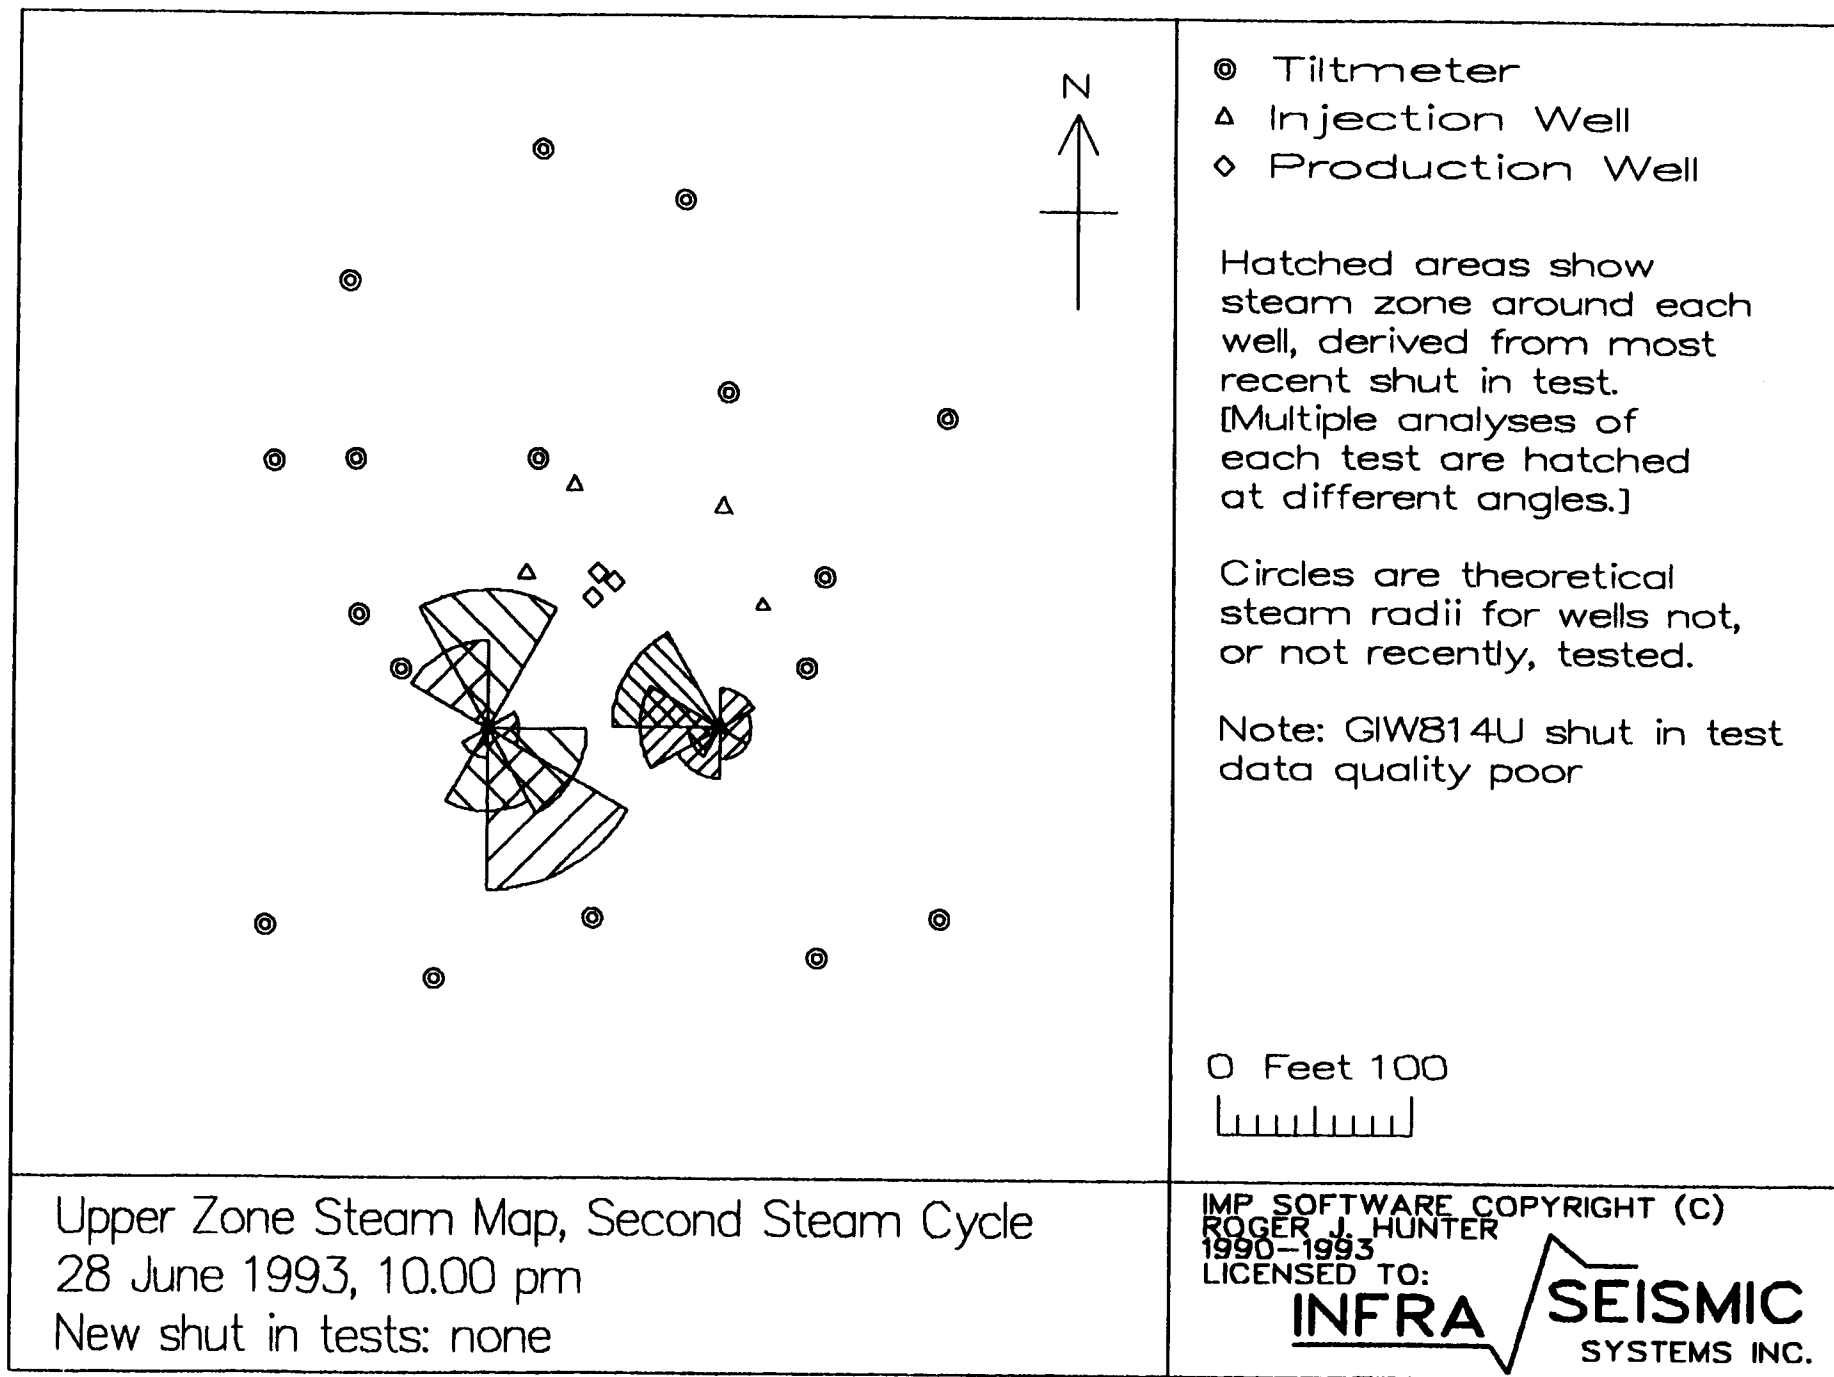 N
Tiltmeter
Injection Well
Production Well
Hatched areas show
steam zone around each
well, derived from most
recent shut in test.
[Multiple analyses of
each test are hatched
at different angles.]
Circles are theoretical
steam radii for wells not,
or not recently, tested.
Note: GIW814U shut in test
data quality poor
0 Feet 100
Upper Zone Steam Map, Second Steam Cycle
28 June 1993, 10.00 pm
New shut in tests: none
IMP SOFTWARE COPYRIGHT (C)
ROGER J. HUNTER
1990-1993
LICENSED TO:
INFRA SEISMIC
SYSTEMS INC.